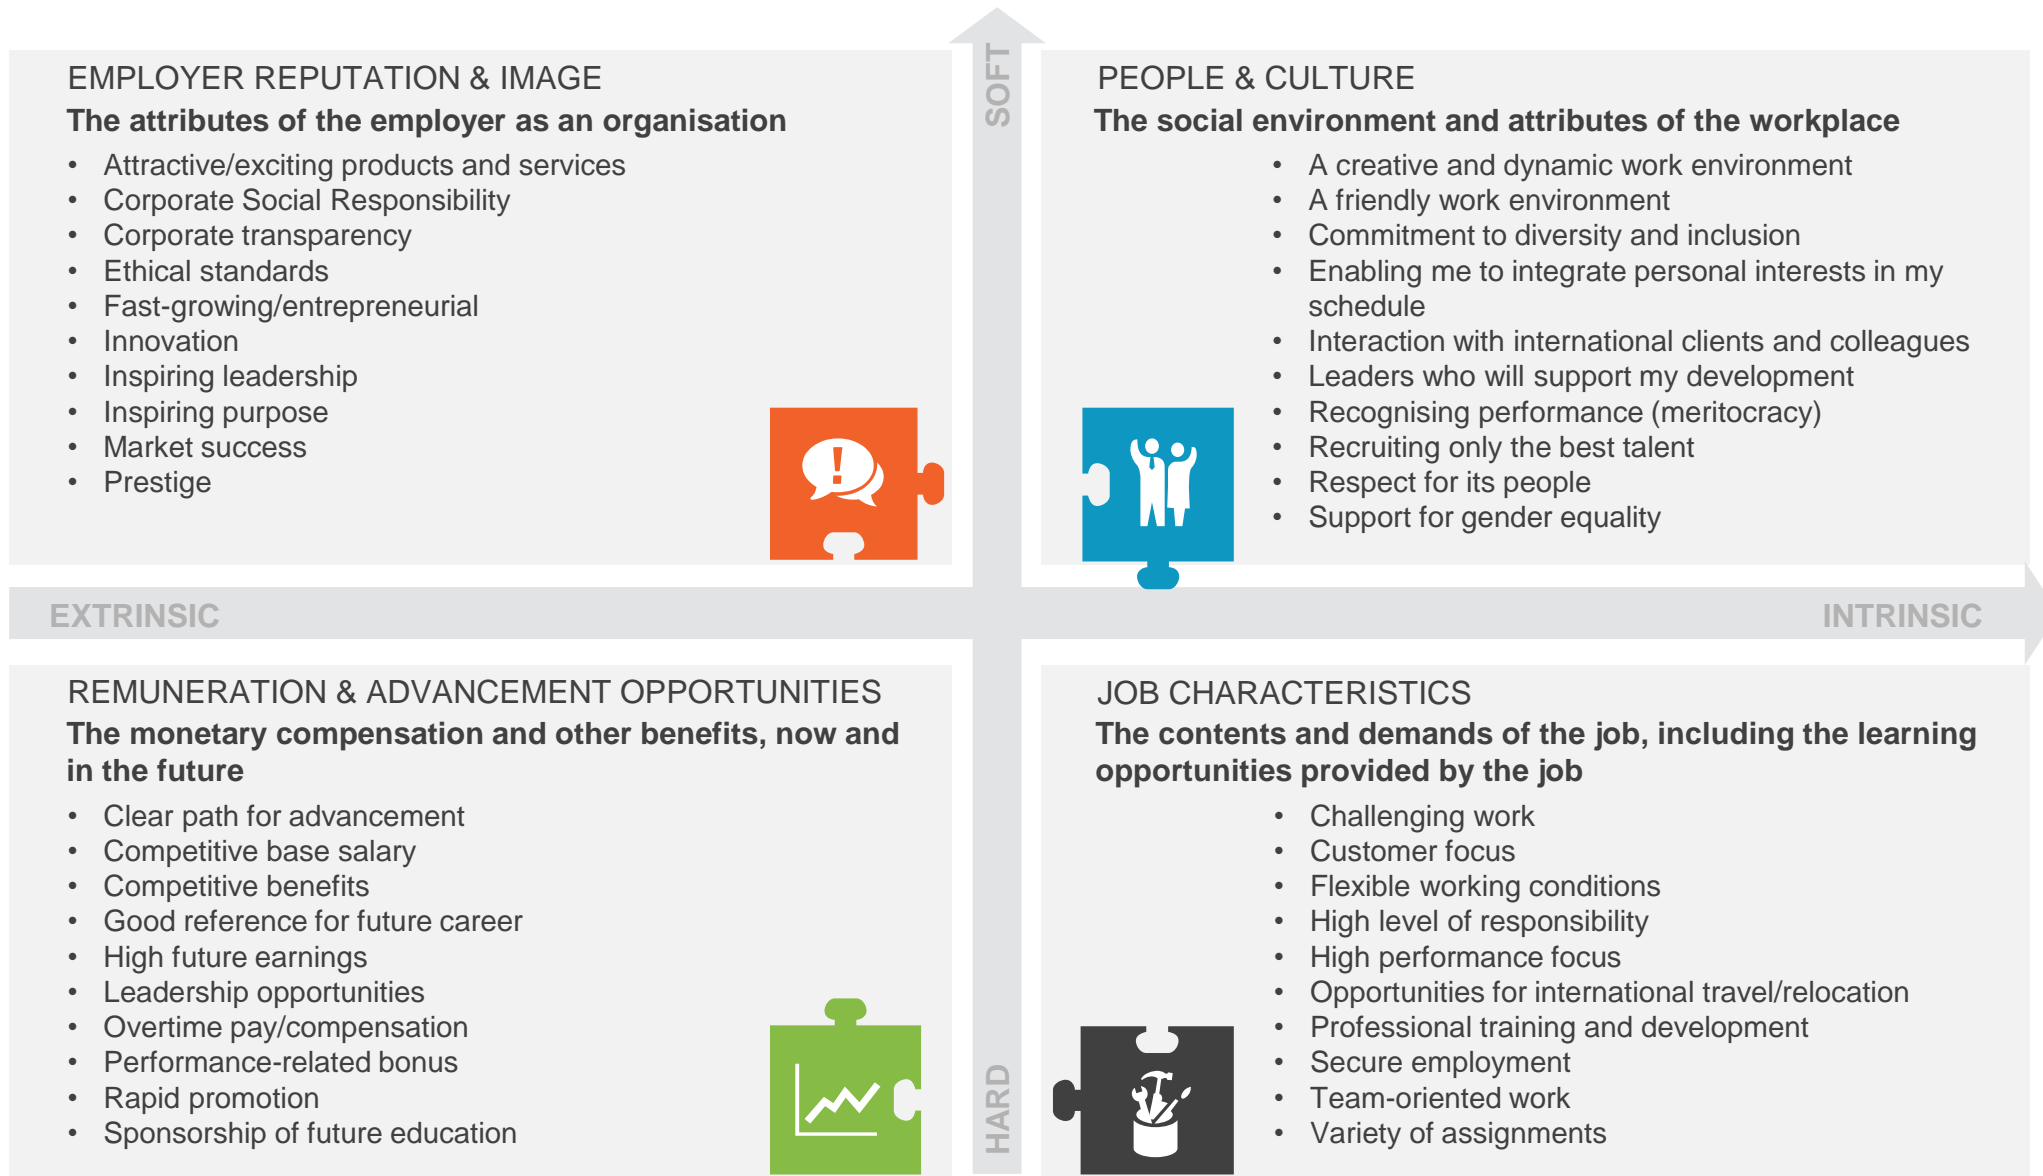 SOFT
EMPLOYER REPUTATION & IMAGE
The attributes of the employer as an organisation
• Attractive/exciting products and services
• Corporate Social Responsibility
• Corporate transparency
• Ethical standards
• Fast-growing/entrepreneurial
• Innovation
• Inspiring leadership
• Inspiring purpose
• Market success
• Prestige
!
PEOPLE & CULTURE
The social environment and attributes of the workplace
• A creative and dynamic work environment
• A friendly work environment
• Commitment to diversity and inclusion
• Enabling me to integrate personal interests in my
schedule
• Interaction with international clients and colleagues
• Leaders who will support my development
• Recognising performance (meritocracy)
• Recruiting only the best talent
• Respect for its people
• Support for gender equality
EXTRINSIC
INTRINSIC
REMUNERATION & ADVANCEMENT OPPORTUNITIES
The monetary compensation and other benefits, now and
in the future
• Clear path for advancement
• Competitive base salary
• Competitive benefits
• Good reference for future career
• High future earnings
• Leadership opportunities
• Overtime pay/compensation
• Performance-related bonus
• Rapid promotion
• Sponsorship of future education
JOB CHARACTERISTICS
The contents and demands of the job, including the learning
opportunities provided by the job
• Challenging work
• Customer focus
• Flexible working conditions
• High level of responsibility
• High performance focus
• Opportunities for international travel/relocation
• Professional training and development
• Secure employment
• Team-oriented work
• Variety of assignments
HARD